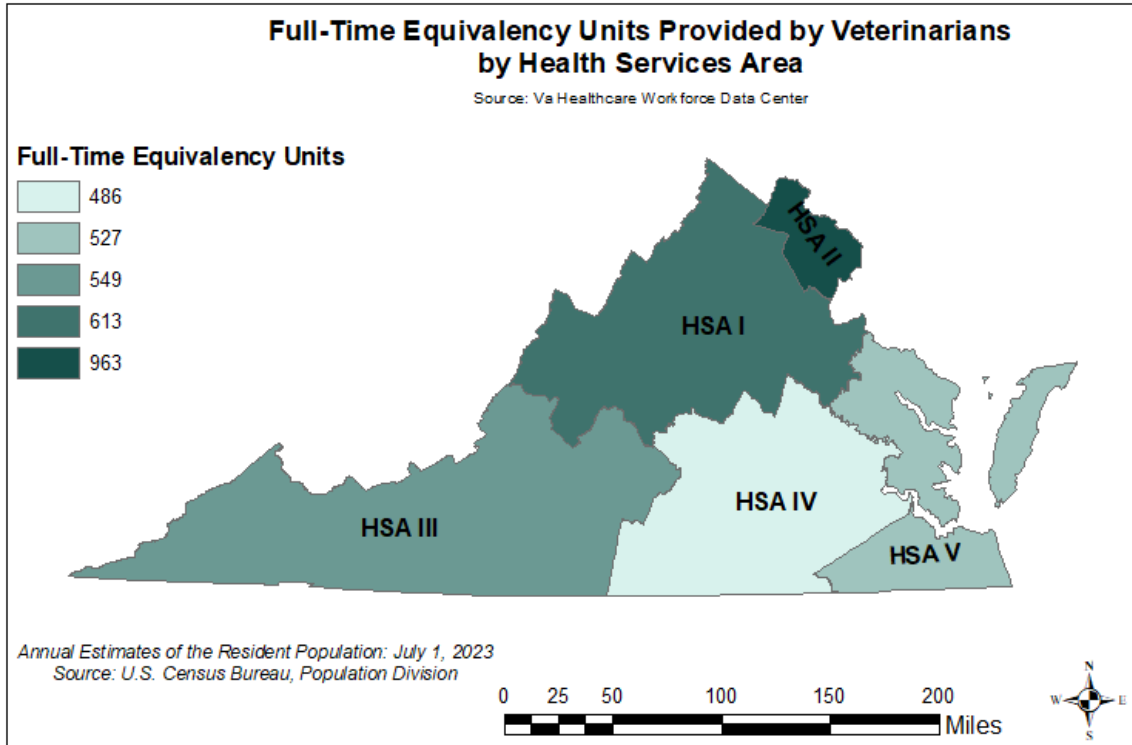 Full-Time Equivalency Units Provided by Veterinarians
by Health Services Area
Source: Va Healthcare Workforce Data Center
Full-Time Equivalency Units
486
527
549
613
963
HSA II
HSA I
HSA IV
HSA III
HSA V
Annual Estimates of the Resident Population: July 1, 2023
Source: U.S. Census Bureau, Population Division
0 25 50 100 150 200
Miles
N
W E
S